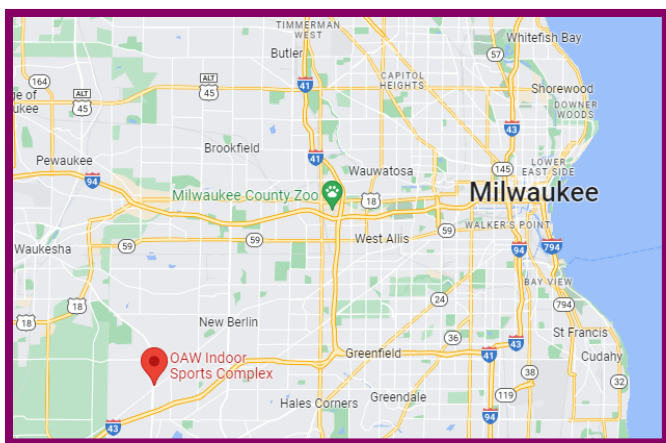 TIMMERMAN
WEST
Whitefish Bay
Butler
57
41
CAPITOL
HEIGHTS
164
ALT
45
ALT
45
Shorewood
DOWNER
WOODS
e of
ukee
43
Brookfield
41
Pewaukee
Wauwatosa
145
LOWER
EAST SIDE
94
Milwaukee County Zoo
18
Milwaukee
59
WALKER'S POINT
Waukesha
59
59
West Allis
94
794
BAY VIEW
18
24
794
18
New Berlin
36
St Francis
OAW Indoor
Sports Complex
Greenfield
41
43
Cudahy
38
32
Hales Corners
Greendale
119
43
94